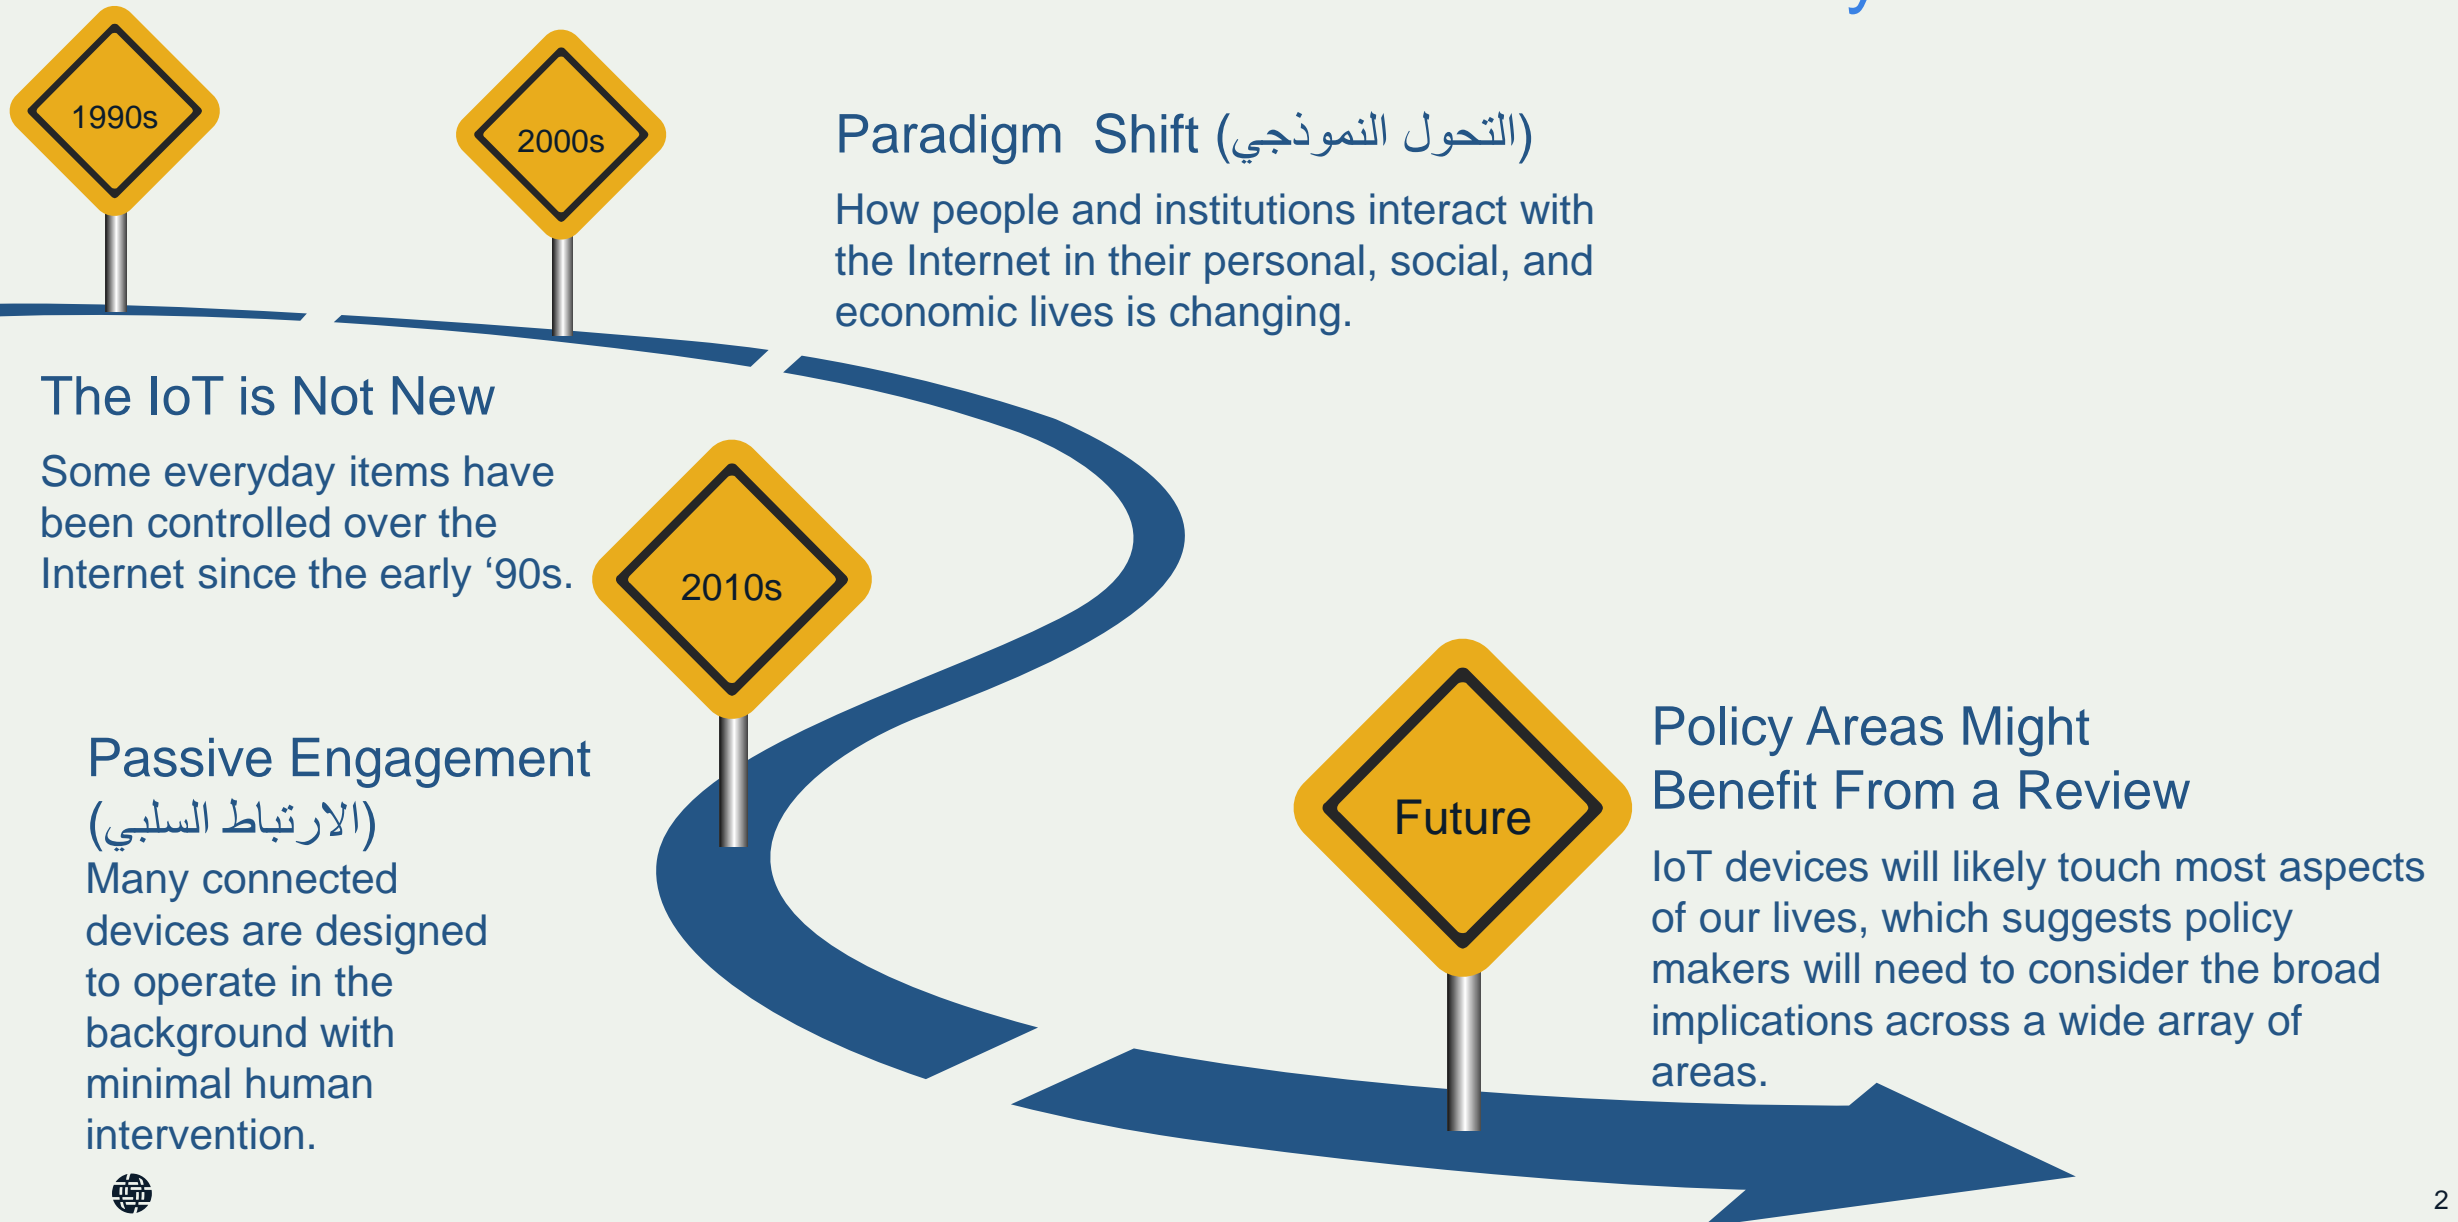 1990s
The IoT is Not New
Some everyday items have
been controlled over the
Internet since the early ‘90s.
2000s
Paradigm  Shift (التحول النموذجي)
How people and institutions interact with
the Internet in their personal, social, and
economic lives is changing.
2010s
Passive Engagement
(الارتباط السلبي)
Many connected
devices are designed
to operate in the
background with
minimal human
intervention.
Future
Policy Areas Might
Benefit From a Review
IoT devices will likely touch most aspects
of our lives, which suggests policy
makers will need to consider the broad
implications across a wide array of
areas.
2